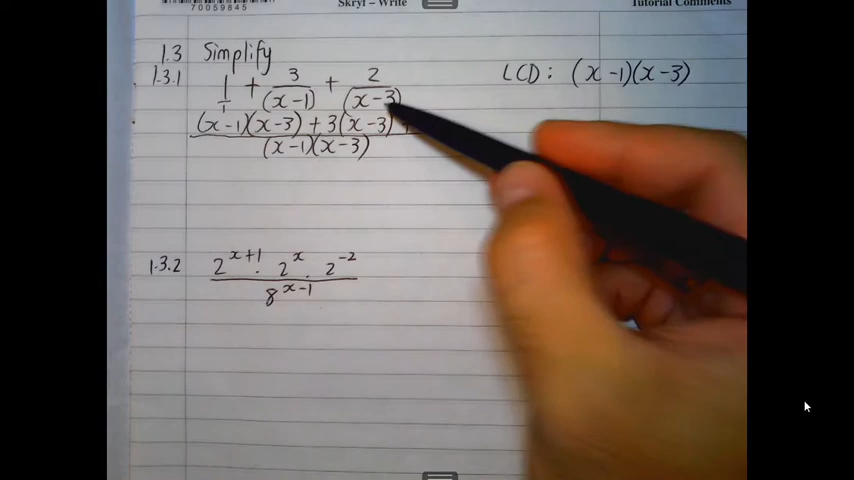 70059845
Skryf – Write
Tutorial Comments
1.3 Simplify
1.3.1 1/1 + 3/(x-1) + 2/(x-3)
LCD: (x-1)(x-3)
(x-1)(x-3) + 3(x-3) +
(x-1)(x-3)
1.3.2 2^(x+1) . 2^x . 2^(-2)
8^(x-1)